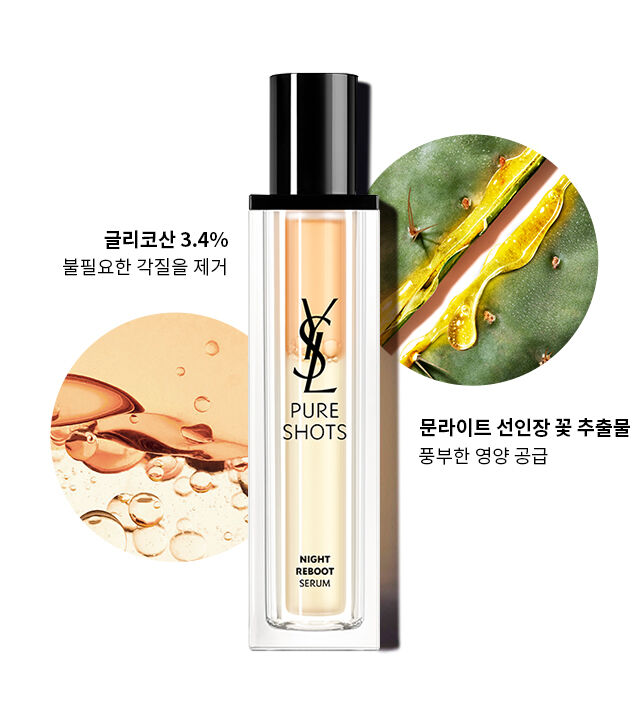 글리코산 3.4%
불필요한 각질을 제거
YSL
PURE
SHOTS
문라이트 선인장 꽃 추출물
풍부한 영양 공급
NIGHT
REBOOT
SERUM